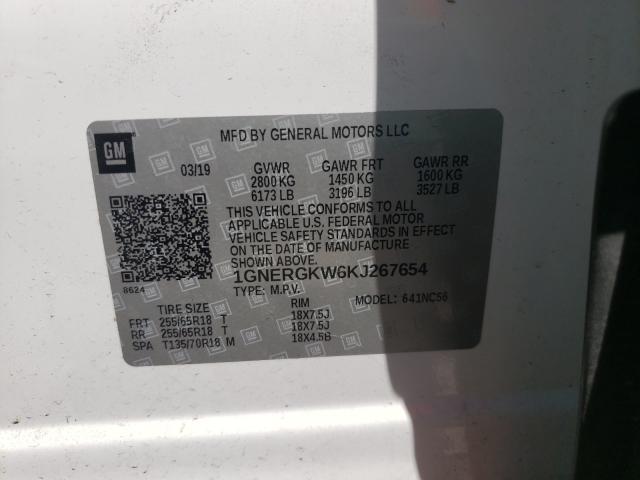 GM
MFD BY GENERAL MOTORS LLC
03/19 GVWR GAWR FRT GAWR RR
2800 KG 1450 KG 1600 KG
6173 LB 3196 LB 3527 LB
THIS VEHICLE CONFORMS TO ALL
APPLICABLE U.S. FEDERAL MOTOR
VEHICLE SAFETY STANDARDS IN EFFECT
ON THE DATE OF MANUFACTURE
SHOWN ABOVE.
1GNERGKW6KJ267654
8624
TYPE: M.P.V. MODEL: 641NC56
TIRE SIZE RIM
FRT 255/65R18 T 18X7.5J
RR 255/65R18 T 18X7.5J
SPA T135/70R18 M 18X4.5B